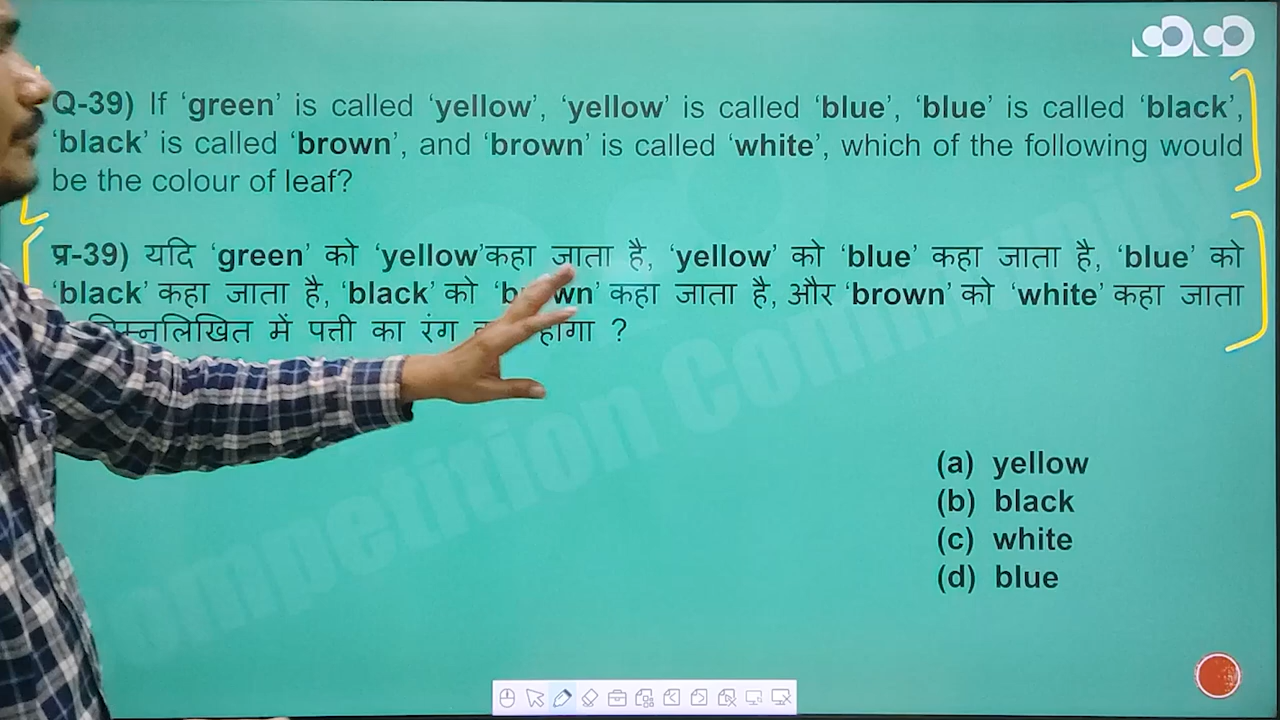 Q-39) If ‘green’ is called ‘yellow’, ‘yellow’ is called ‘blue’, ‘blue’ is called ‘black’,
‘black’ is called ‘brown’, and ‘brown’ is called ‘white’, which of the following would
be the colour of leaf?
प्र-39) यदि ‘green’ को ‘yellow’कहा जाता है, ‘yellow’ को ‘blue’ कहा जाता है, ‘blue’ को
‘black’ कहा जाता है, ‘black’ को कहा जाता है, और ‘brown’ को ‘white’ कहा जाता
में पत्ती का रंग ?
(a) yellow
(b) black
(c) white
(d) blue
Competition Community